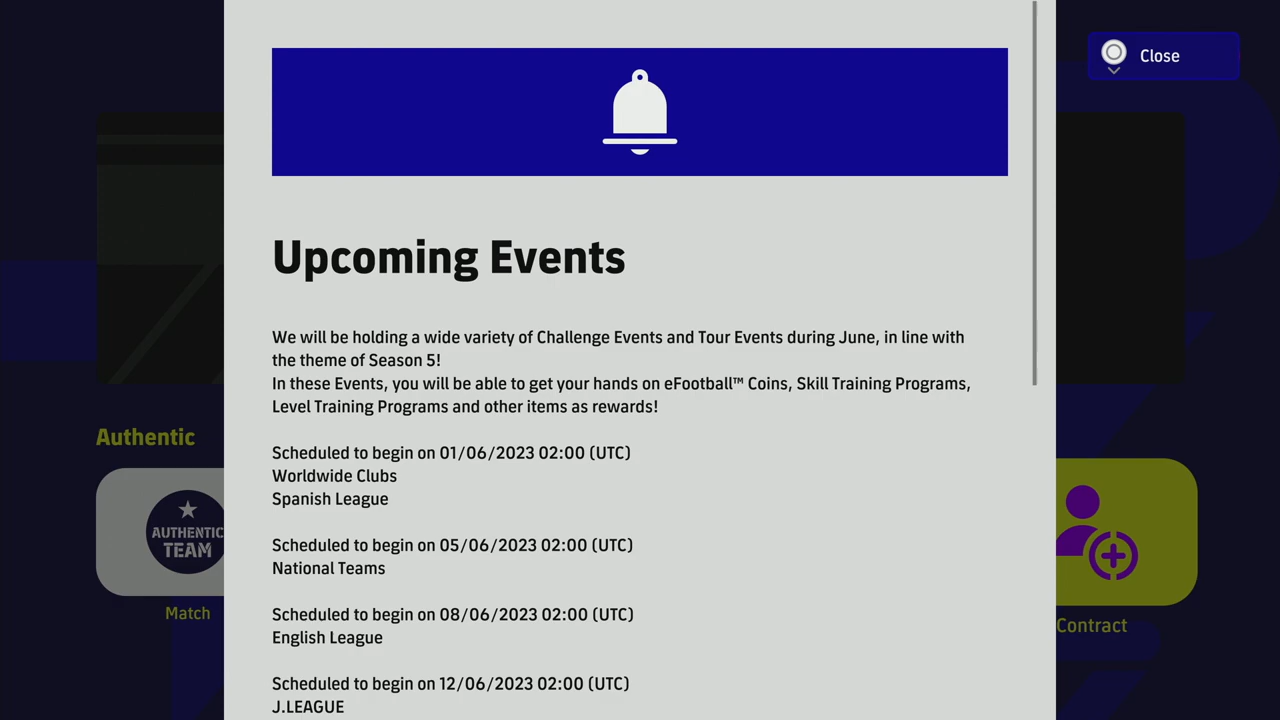 Close
Upcoming Events
We will be holding a wide variety of Challenge Events and Tour Events during June, in line with
the theme of Season 5!
In these Events, you will be able to get your hands on eFootball™ Coins, Skill Training Programs,
Level Training Programs and other items as rewards!
Scheduled to begin on 01/06/2023 02:00 (UTC)
Worldwide Clubs
Spanish League
Scheduled to begin on 05/06/2023 02:00 (UTC)
National Teams
Scheduled to begin on 08/06/2023 02:00 (UTC)
English League
Scheduled to begin on 12/06/2023 02:00 (UTC)
J.LEAGUE
Authentic
AUTHENTIC
TEAM
Match
Contract